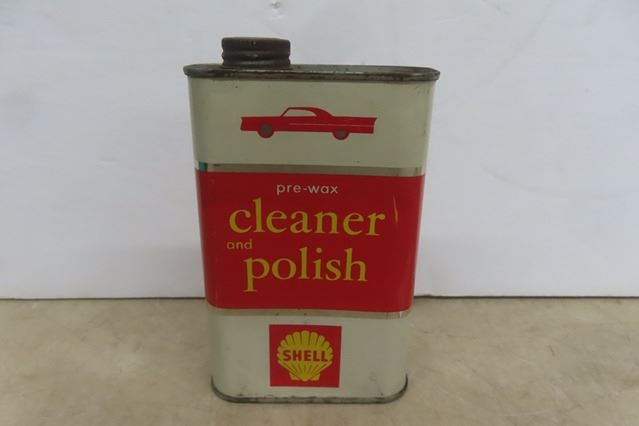 pre-wax
cleaner
and
polish
SHELL